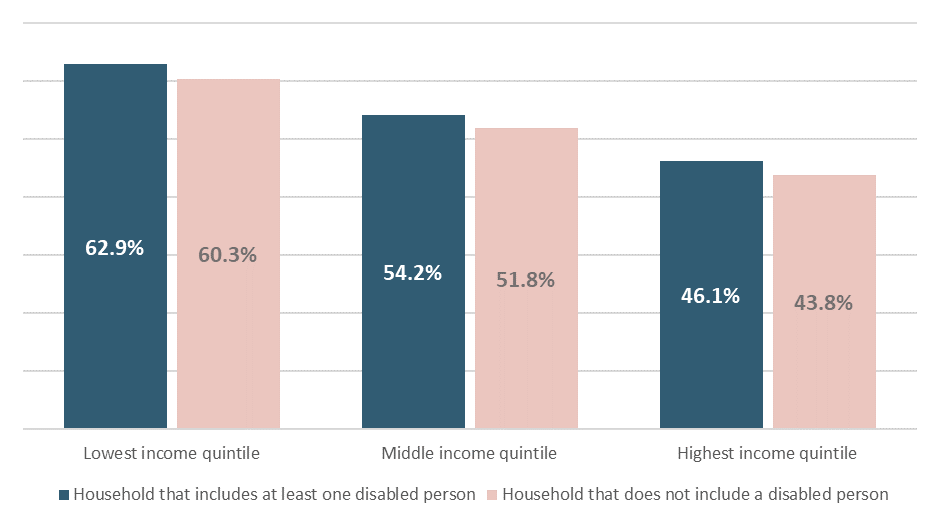 62.9%
60.3%
54.2%
51.8%
46.1%
43.8%
Lowest income quintile
Middle income quintile
Highest income quintile
Household that includes at least one disabled person
Household that does not include a disabled person